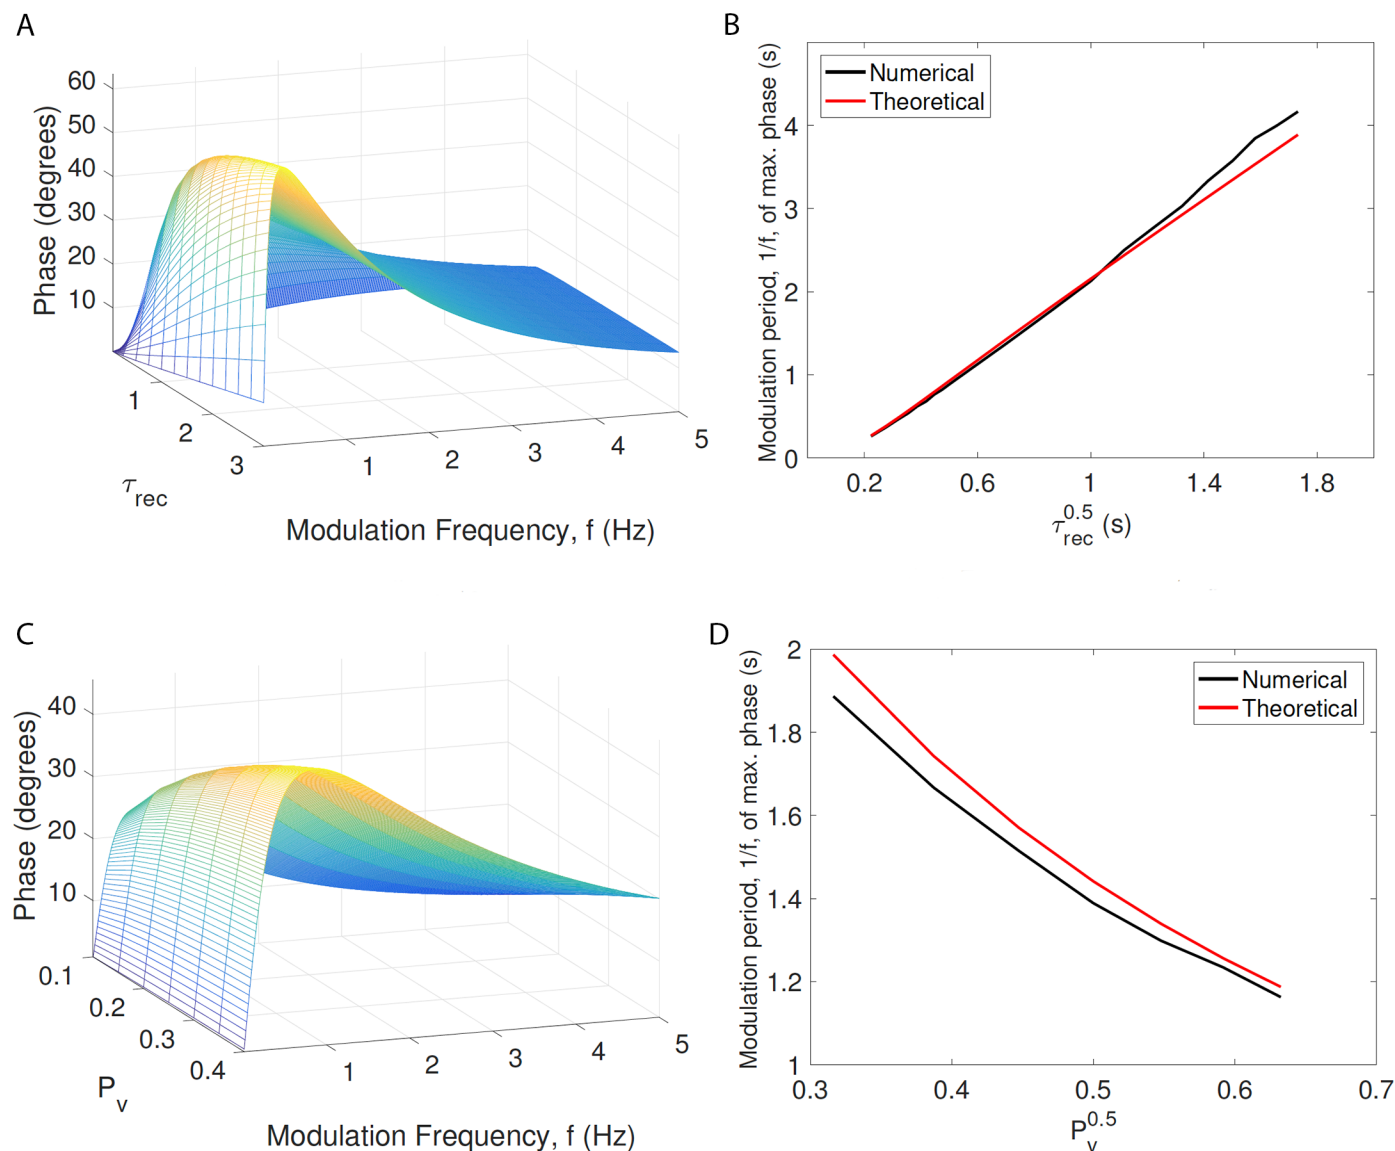 A
Phase (degrees)
60
50
40
30
20
10
1
2
3
τrec
1
2
3
4
5
Modulation Frequency, f (Hz)
B
Modulation period, 1/f, of max. phase (s)
Numerical
Theoretical
4
3
2
1
0
0.2 0.6 1 1.4 1.8
τrec^0.5 (s)
C
Phase (degrees)
40
30
20
10
0.1
0.2
0.3
0.4
Pv
1
2
3
4
5
Modulation Frequency, f (Hz)
D
Modulation period, 1/f, of max. phase (s)
Numerical
Theoretical
2
1.8
1.6
1.4
1.2
1
0.3 0.4 0.5 0.6 0.7
Pv^0.5